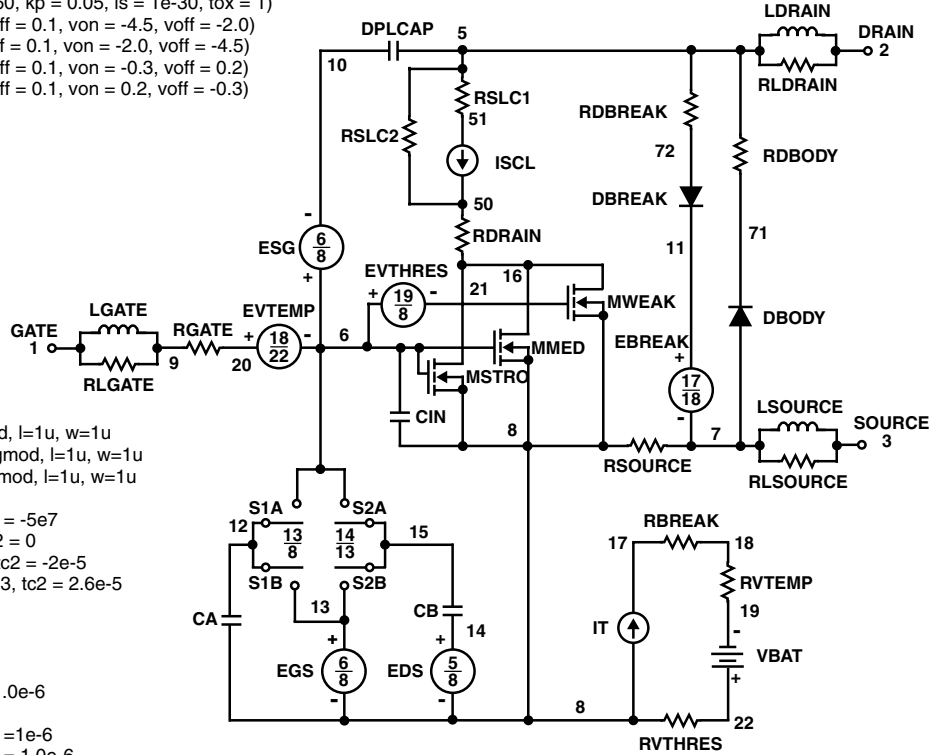 60, kp = 0.05, is = 1e-30, tox = 1)
ff = 0.1, von = -4.5, voff = -2.0)
f = 0.1, von = -2.0, voff = -4.5)
ff = 0.1, von = -0.3, voff = 0.2)
ff = 0.1, von = 0.2, voff = -0.3)
DPLCAP
5
10
LDRAIN
DRAIN
2
RLDRAIN
RSLC1
51
RSLC2
ISCL
50
RDRAIN
RDBREAK
72
DBREAK
11
RDBODY
71
DBODY
ESG
-
6
8
+
EVTHRES
+
19
8
-
16
21
MWEAK
MMED
MSTRO
EBREAK
+
17
18
-
GATE
1
LGATE
RLGATE
9
RGATE
20
EVTEMP
+
18
22
-
6
CIN
8
RSOURCE
7
LSOURCE
SOURCE
3
RLSOURCE
d, l=1u, w=1u
gmod, l=1u, w=1u
mod, l=1u, w=1u
= -5e7
2 = 0
tc2 = -2e-5
3, tc2 = 2.6e-5
.0e-6
=1e-6
= 1.0e-6
S1A
S2A
12
13
8
14
13
15
S1B
S2B
13
CA
CB
14
EGS
+
6
8
-
EDS
+
5
8
-
8
RBREAK
17
18
RVTEMP
19
IT
-
VBAT
+
22
RVTHRES